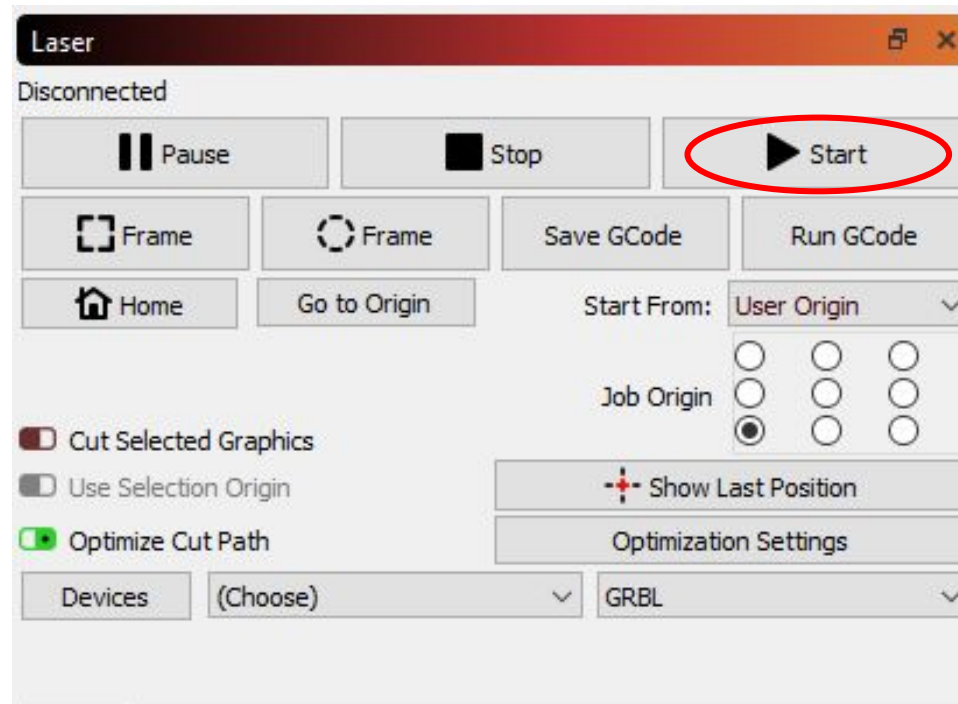 Laser
Disconnected
Pause Stop Start
Frame Frame Save GCode Run GCode
Home Go to Origin Start From: User Origin
Job Origin
Cut Selected Graphics
Use Selection Origin Show Last Position
Optimize Cut Path Optimization Settings
Devices (Choose) GRBL